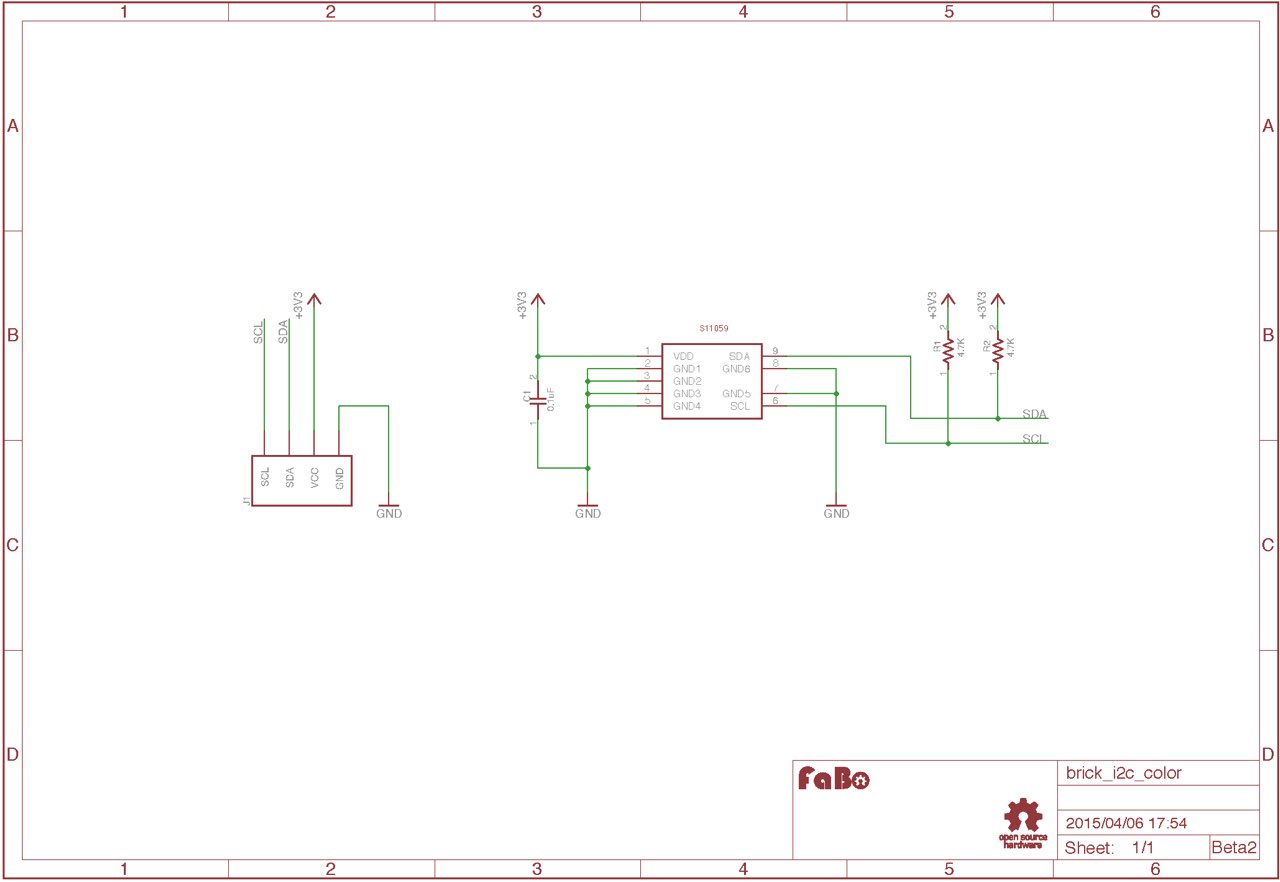 1 2 3 4 5 6
A A
B B
C C
D D
SCL
SDA
+3V3
SCL
SDA
VCC
GND
J1
GND
+3V3
2
C1
0.1uF
1
GND
S11059
1 VDD SDA 9
2 GND1 GND6 8
3 GND2
4 GND3 GND5 7
5 GND4 SCL 6
GND
+3V3
2
R1
4.7K
1
+3V3
2
R2
4.7K
1
SDA
SCL
FaBo
open source
hardware
brick_i2c_color
2015/04/06 17:54
Sheet: 1/1
Beta2
1 2 3 4 5 6